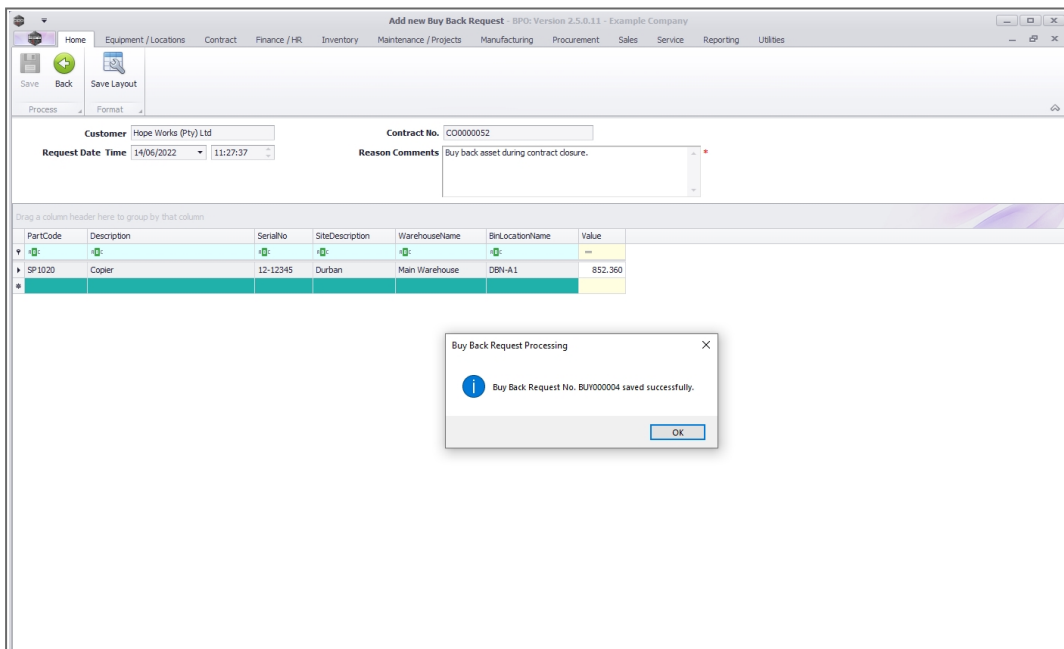 Add new Buy Back Request - BPO: Version 2.5.0.11 - Example Company
Home Equipment / Locations Contract Finance / HR Inventory Maintenance / Projects Manufacturing Procurement Sales Service Reporting Utilities
Save Back Save Layout
Process Format
Customer Hope Works (Pty) Ltd Contract No. CO0000052
Request Date Time 14/06/2022 11:27:37 Reason Comments Buy back asset during contract closure. *
Drag a column header here to group by that column
PartCode Description SerialNo SiteDescription WarehouseName BinLocationName Value
SP1020 Copier 12-12345 Durban Main Warehouse DBN-A1 852.360
Buy Back Request Processing
Buy Back Request No. BUY000004 saved successfully.
OK